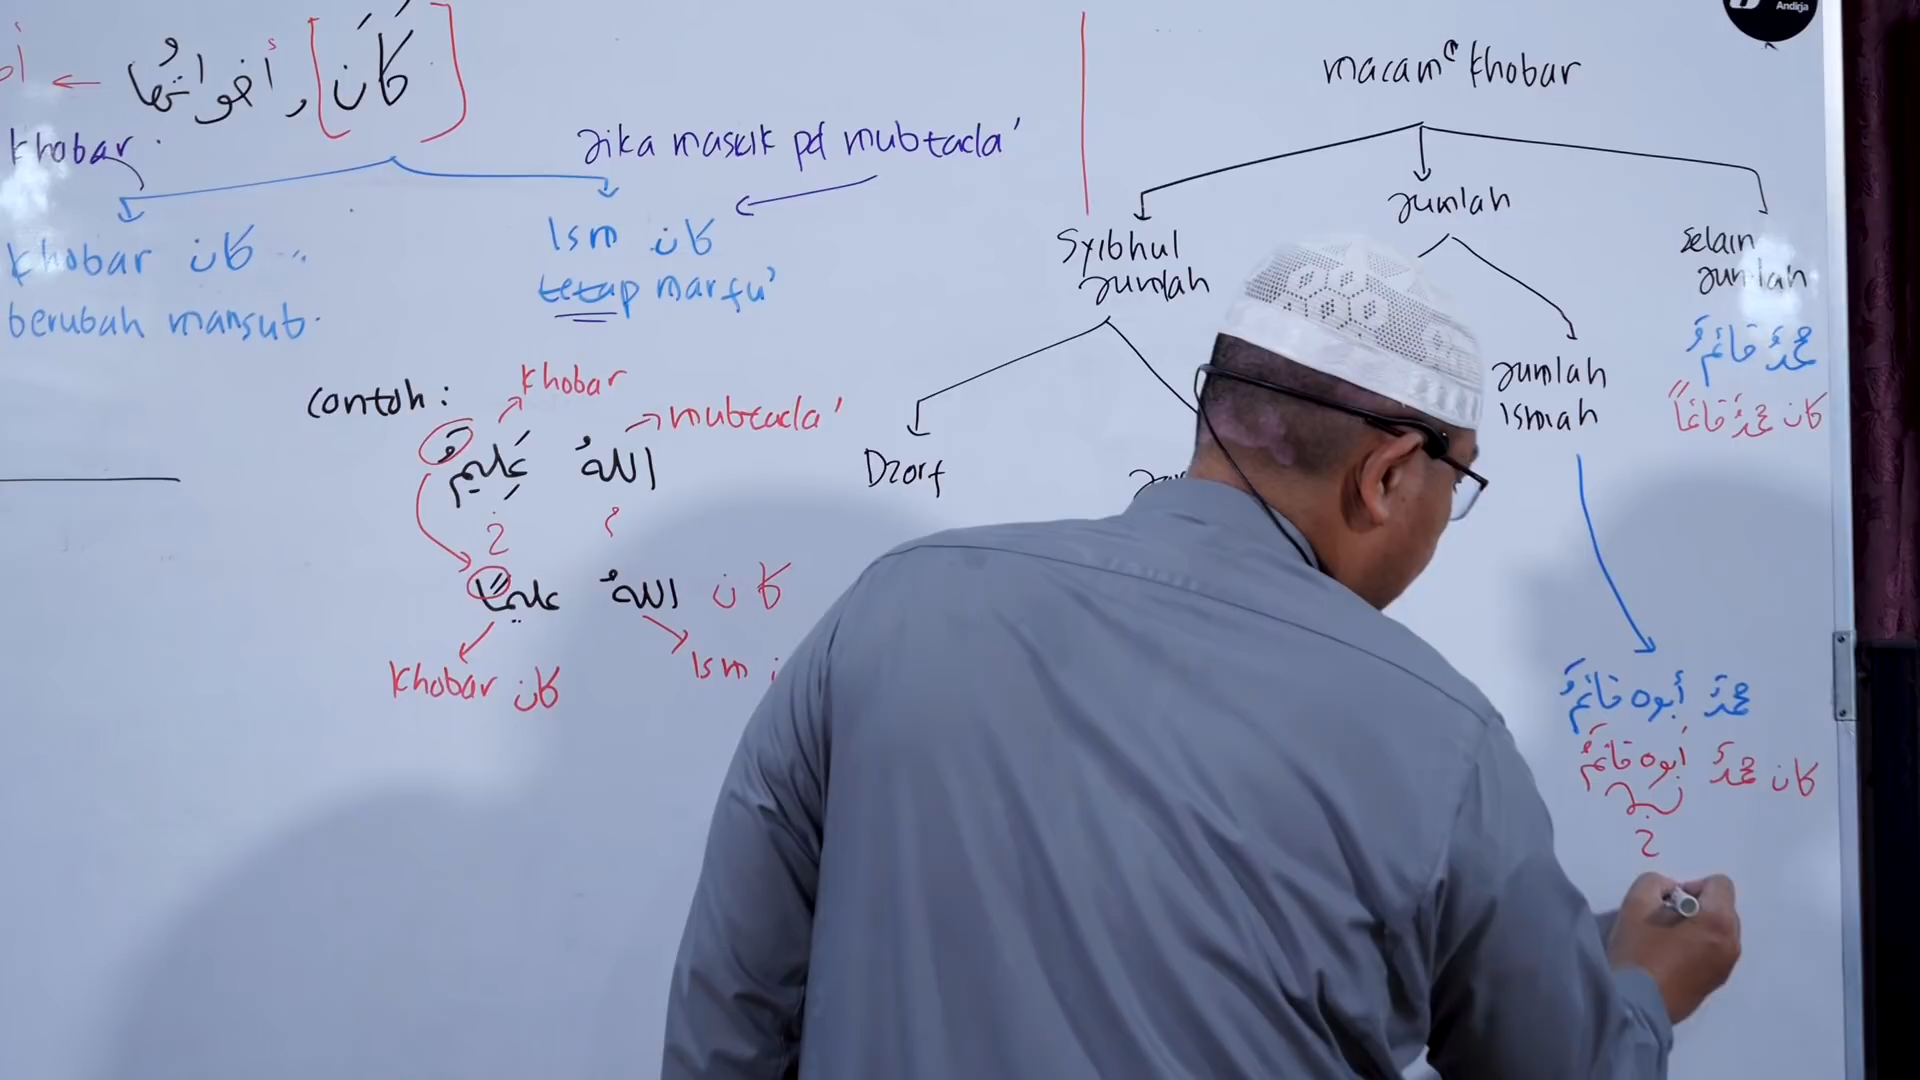 [كَانَ] وَأَخَوَاتُهَا ←
khobar
Jika masuk pd mubtada'
khobar كان
berubah mansub.
Ism كان
tetap marfu'
Contoh :
khobar
mubtada'
اللهُ عَلِيمٌ
خ
كان اللهُ عليمًا
khobar كان
Ism
macam² khobar
Syibhul
Jumlah
Jumlah
Selain
Jumlah
محمدٌ قائمٌ
كان محمدٌ قائمًا
Dzorf
Jumlah
Ismiah
محمدٌ أبوه قائمٌ
كان محمدٌ أبوه قائمٌ
خ
Andirja